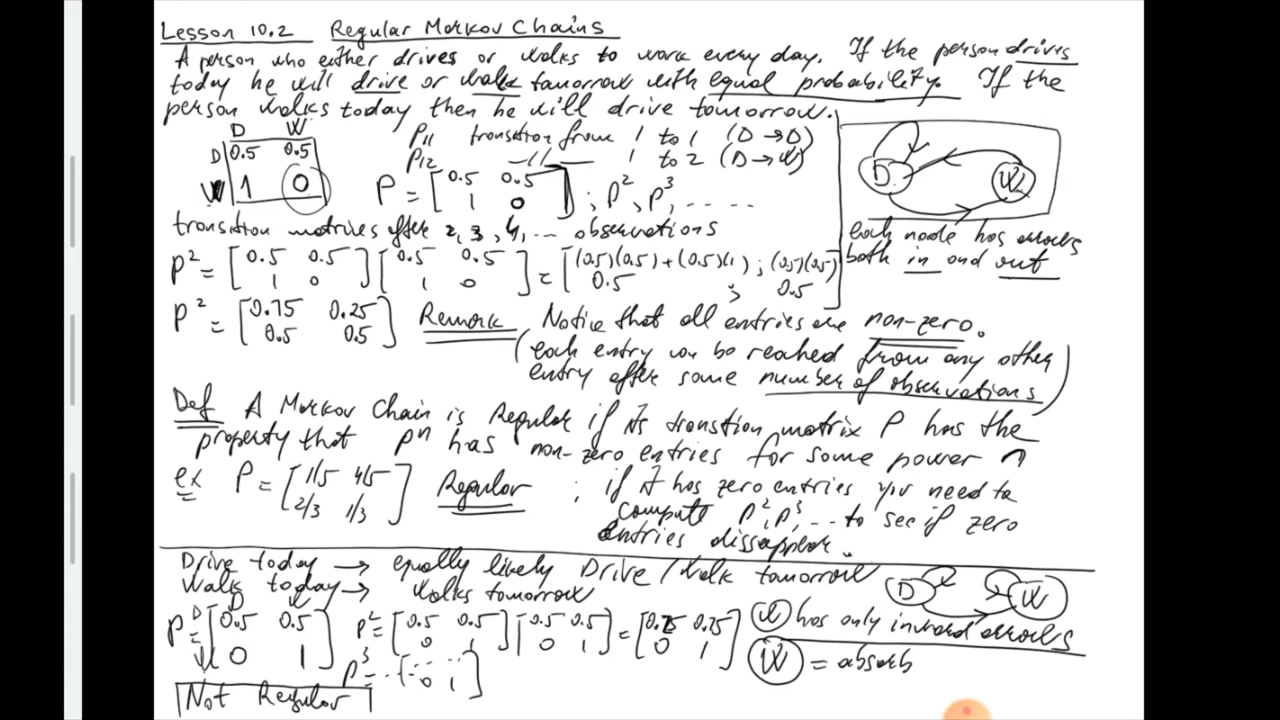 Lesson 10.2 Regular Markov Chains
A person who either drives or walks to work every day. If the person drives
today he will drive or walk tomorrow with equal probability. If the
person walks today then he will drive tomorrow.
D W
D 0.5 0.5
W 1 0
P11 transition from 1 to 1 (D → D)
P12 —//— 1 to 2 (D → W)
P = [0.5 0.5
1 0] ; P², P³, ......
D W
each node has arrows
both in and out
transition matrices after 2, 3, 4, ... observations
P² = [0.5 0.5
1 0] [0.5 0.5
1 0] = [(0.5)(0.5) + (0.5)(1) ; (0.5)(0.5)
0.5 ; 0.5
P² = [0.75 0.25
0.5 0.5]
Remark Notice that all entries are non-zero.
(each entry can be reached from any other
entry after some number of observations)
Def A Markov Chain is Regular if its transtion matrix P has the
property that Pⁿ has non-zero entries for some power n
ex P = [1/5 4/5
2/3 1/3] Regular ; if it has zero entries you need to
compute P², P³, ... to see if zero
entries dissappear.
Drive today → equally likely Drive / Walk tomorrow
Walk today → Walks tomorrow
D W
D W
P = [0.5 0.5
0 1]
P² = [0.5 0.5
0 1] [0.5 0.5
0 1] = [0.25 0.75
0 1]
P³ = ... [.....
0 1]
W has only inward arrows
W = absorb
Not Regular